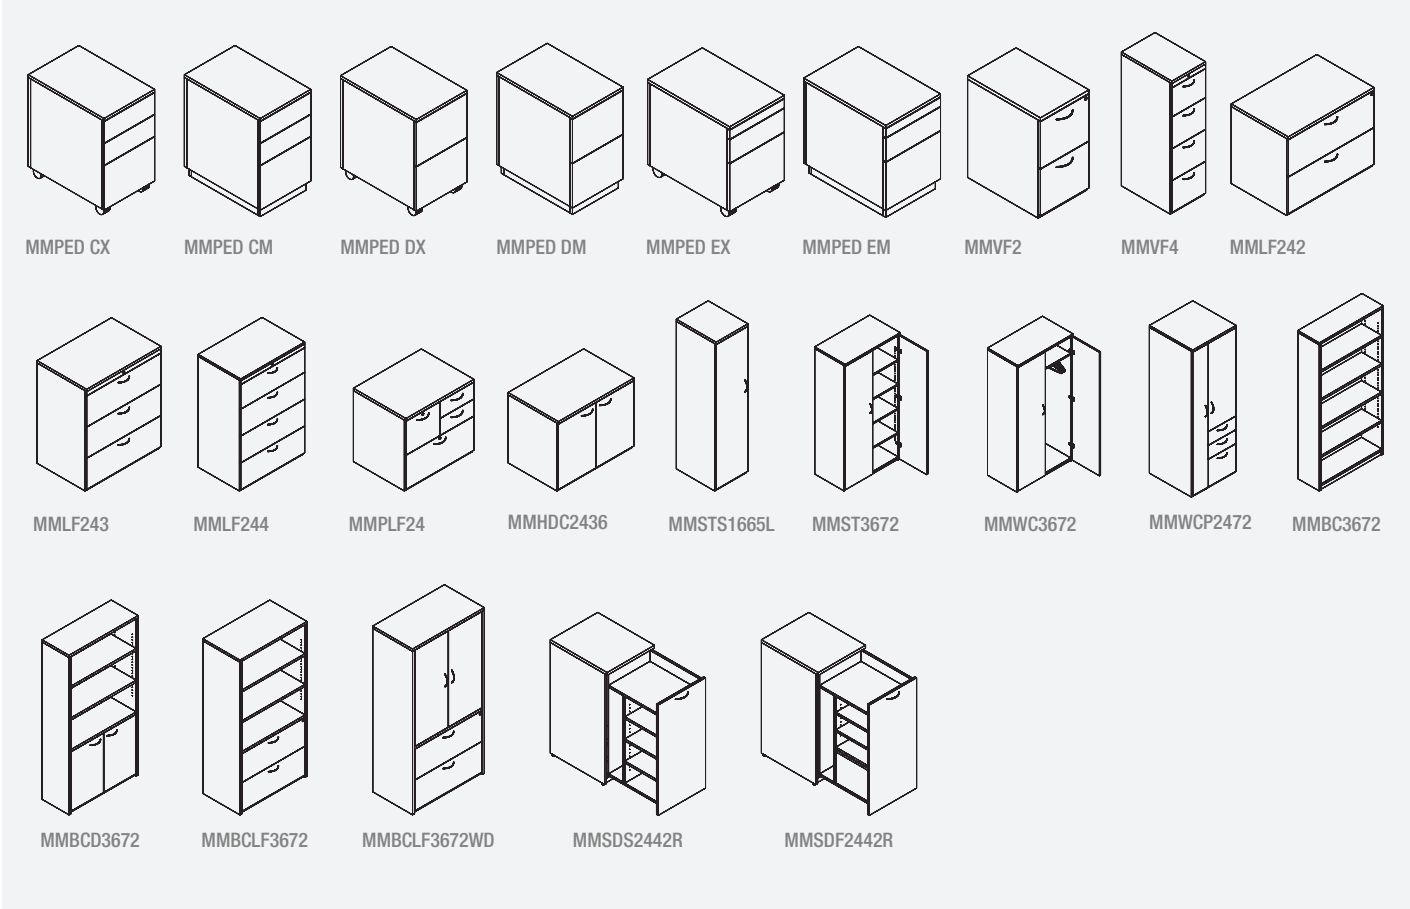 MMPED CX
MMPED CM
MMPED DX
MMPED DM
MMPED EX
MMPED EM
MMVF2
MMVF4
MMLF242
MMLF243
MMLF244
MMPLF24
MMHDC2436
MMSTS1665L
MMST3672
MMWC3672
MMWCP2472
MMBC3672
MMBCD3672
MMBCLF3672
MMBCLF3672WD
MMSDS2442R
MMSDF2442R